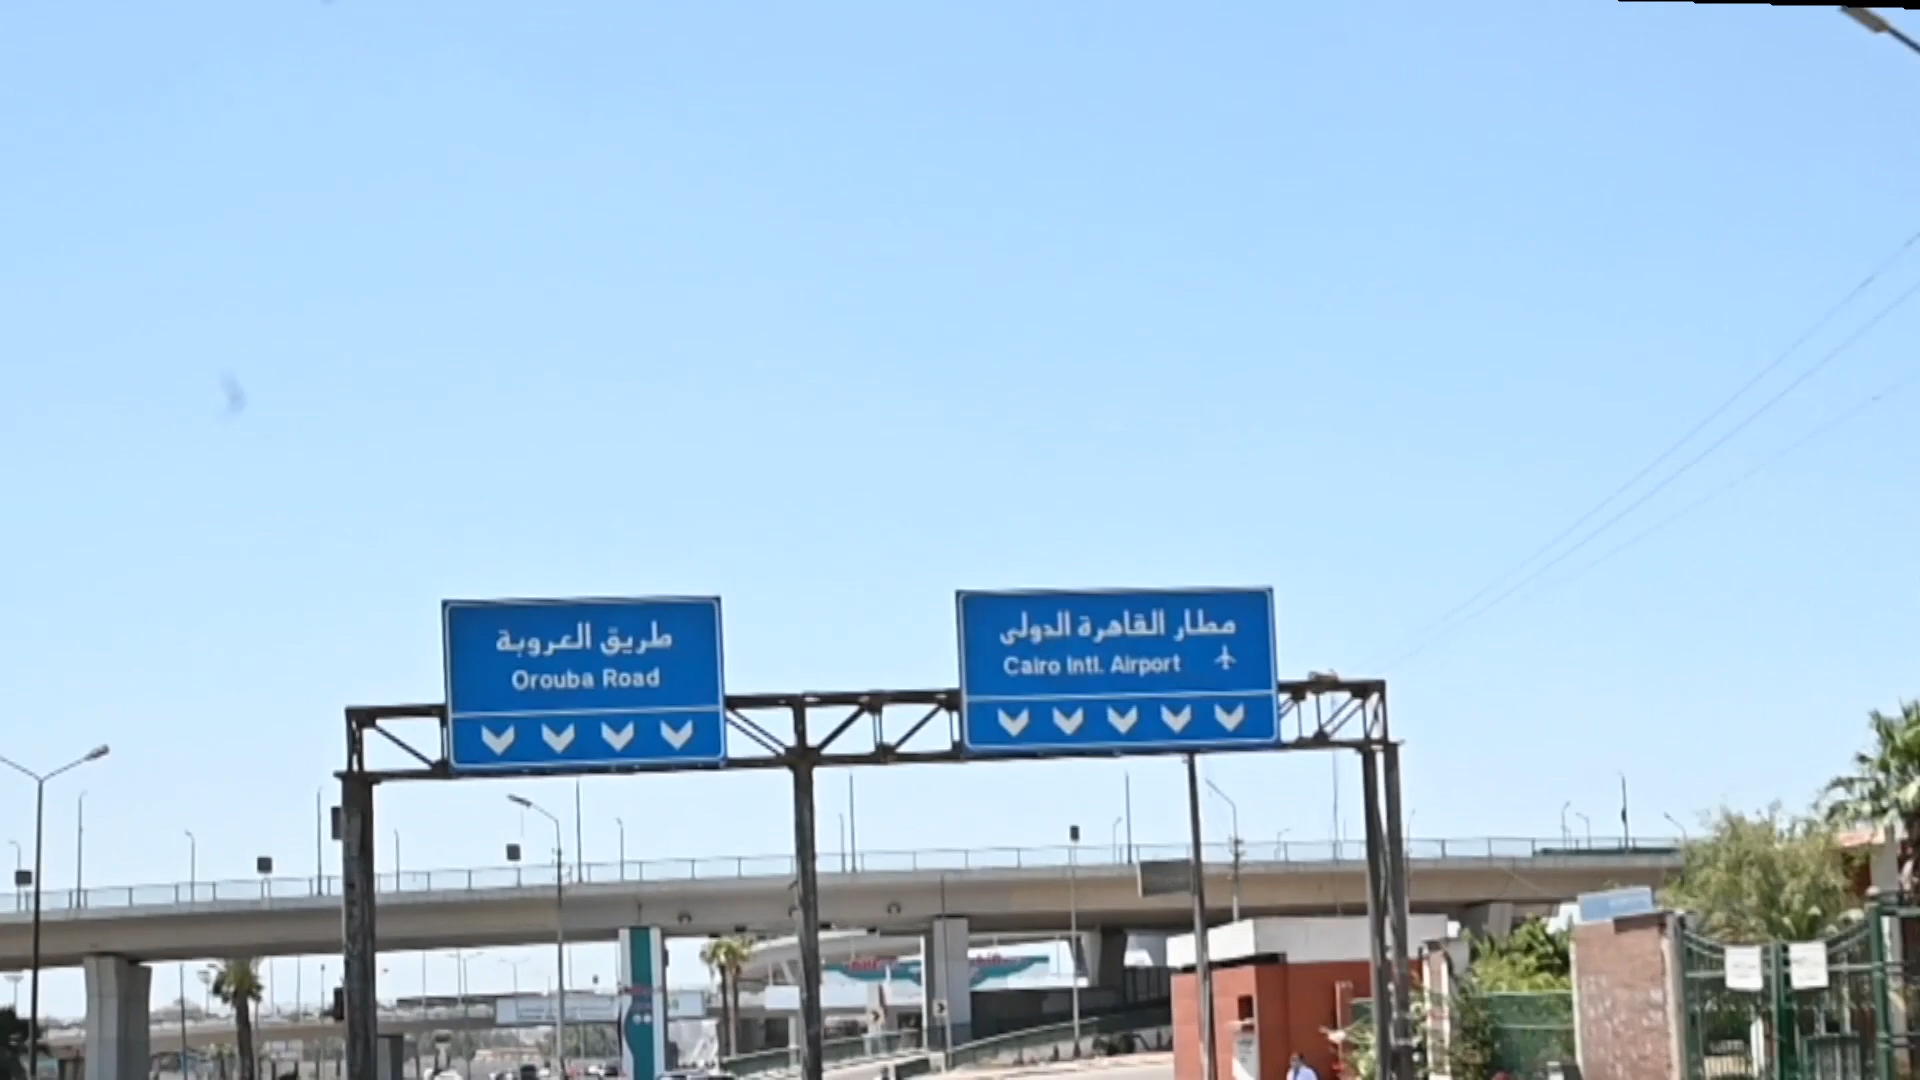 طريق العروبة
Orouba Road
مطار القاهرة الدولى
Cairo Intl. Airport